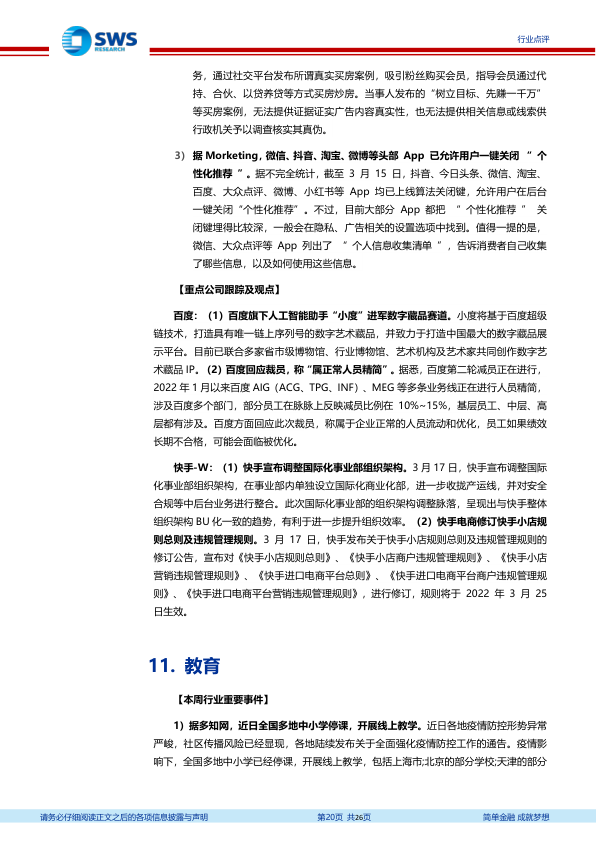 SWS
RESEARCH
行业点评
务，通过社交平台发布所谓真实买房案例，吸引粉丝购买会员，指导会员通过代
持、合伙、以贷养贷等方式买房炒房。当事人发布的“树立目标、先赚一千万”
等买房案例，无法提供证据证实广告内容真实性，也无法提供相关信息或线索供
行政机关予以调查核实其真伪。
3） 据 Morketing，微信、抖音、淘宝、微博等头部 App 已允许用户一键关闭 “ 个
性化推荐 ” 。据不完全统计，截至 3 月 15 日，抖音、今日头条、微信、淘宝、
百度、大众点评、微博、小红书等 App 均已上线算法关闭键，允许用户在后台
一键关闭“个性化推荐”。不过，目前大部分 App 都把 “ 个性化推荐 ” 关
闭键埋得比较深，一般会在隐私、广告相关的设置选项中找到。值得一提的是，
微信、大众点评等 App 列出了 “ 个人信息收集清单 ” ，告诉消费者自己收集
了哪些信息，以及如何使用这些信息。
【重点公司跟踪及观点】
百度：（1）百度旗下人工智能助手“小度”进军数字藏品赛道。小度将基于百度超级
链技术，打造具有唯一链上序列号的数字艺术藏品，并致力于打造中国最大的数字藏品展
示平台。目前已联合多家省市级博物馆、行业博物馆、艺术机构及艺术家共同创作数字艺
术藏品 IP。（2）百度回应裁员，称“属正常人员精简”。据悉，百度第二轮减员正在进行，
2022 年 1 月以来百度 AIG（ACG、TPG、INF）、MEG 等多条业务线正在进行人员精简，
涉及百度多个部门，部分员工在脉脉上反映减员比例在 10%~15%，基层员工、中层、高
层都有涉及。百度方面回应此次裁员，称属于企业正常的人员流动和优化，员工如果绩效
长期不合格，可能会面临被优化。
快手-W：（1）快手宣布调整国际化事业部组织架构。3 月 17 日，快手宣布调整国际
化事业部组织架构，在事业部内单独设立国际化商业化部，进一步收拢产运线，并对安全
合规等中后台业务进行整合。此次国际化事业部的组织架构调整脉落，呈现出与快手整体
组织架构 BU 化一致的趋势，有利于进一步提升组织效率。（2）快手电商修订快手小店规
则总则及违规管理规则。3 月 17 日，快手发布关于快手小店规则总则及违规管理规则的
修订公告，宣布对《快手小店规则总则》、《快手小店商户违规管理规则》、《快手小店
营销违规管理规则》、《快手进口电商平台总则》、《快手进口电商平台商户违规管理规
则》、《快手进口电商平台营销违规管理规则》，进行修订，规则将于 2022 年 3 月 25
日生效。
11. 教育
【本周行业重要事件】
1）据多知网，近日全国多地中小学停课，开展线上教学。近日各地疫情防控形势异常
严峻，社区传播风险已经显现，各地陆续发布关于全面强化疫情防控工作的通告。疫情影
响下，全国多地中小学已经停课，开展线上教学，包括上海市;北京的部分学校;天津的部分
请务必仔细阅读正文之后的各项信息披露与声明
第20页 共26页
简单金融 成就梦想